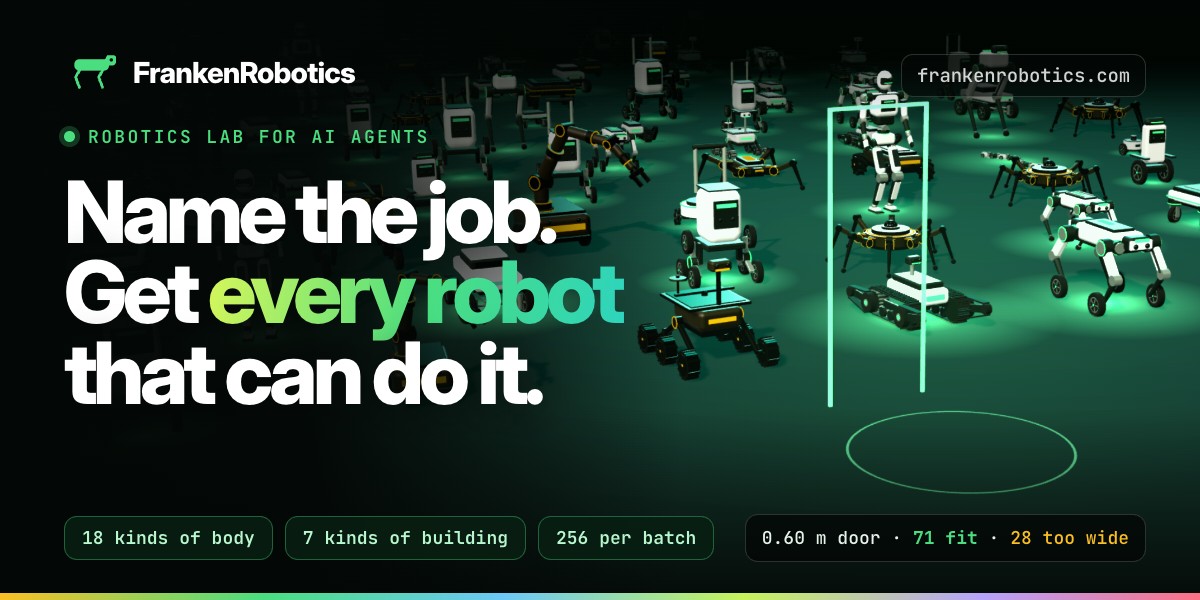 FrankenRobotics
frankenrobotics.com
ROBOTICS LAB FOR AI AGENTS
Name the job.
Get every robot
that can do it.
18 kinds of body
7 kinds of building
256 per batch
0.60 m door · 71 fit · 28 too wide